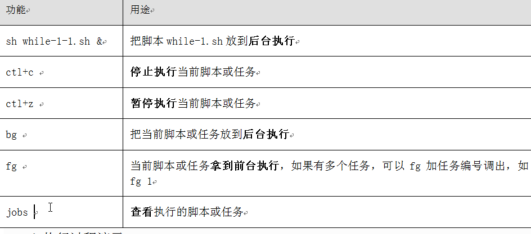 功能
用途
sh while-1-1.sh &
把脚本 while-1.sh 放到后台执行
ctl+c
停止执行当前脚本或任务
ctl+z
暂停执行当前脚本或任务
bg
把当前脚本或任务放到后台执行
fg
当前脚本或任务拿到前台执行，如果有多个任务，可以 fg 加任务编号调出，如
fg 1
jobs
查看执行的脚本或任务